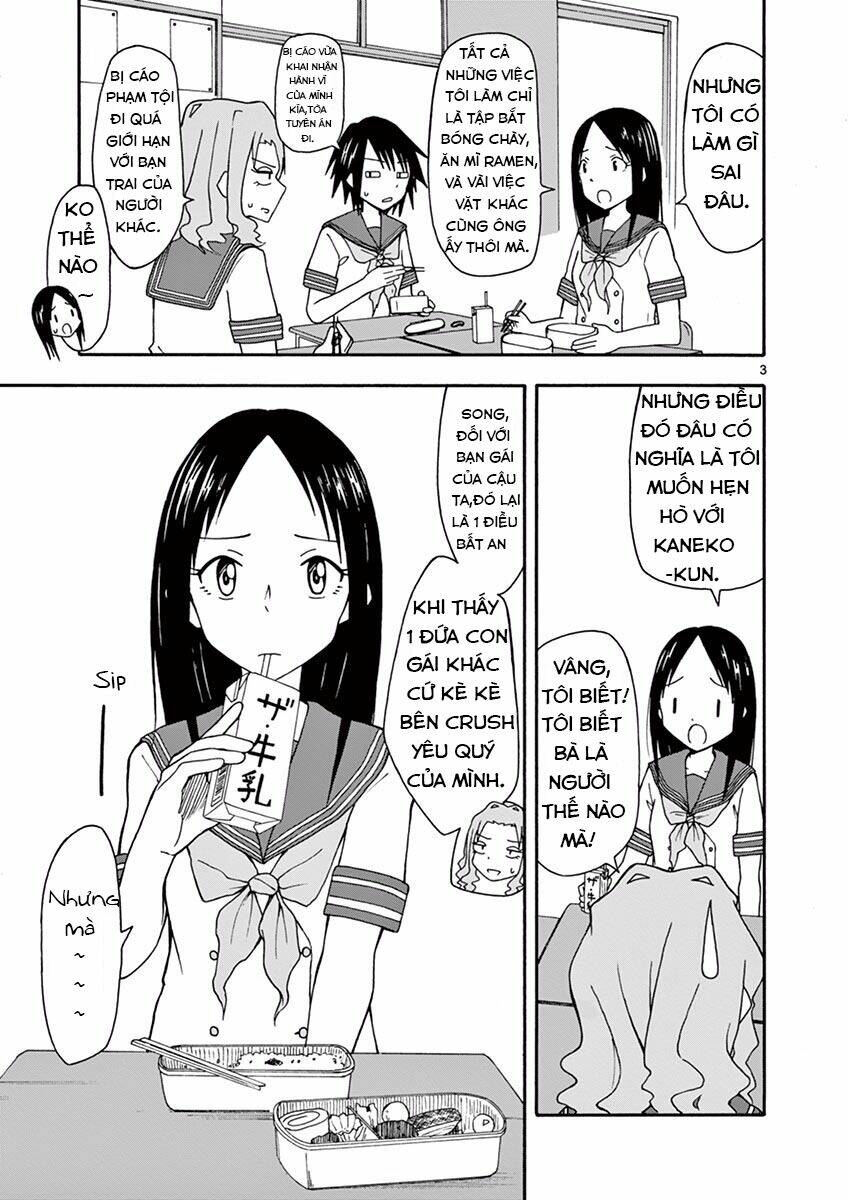 NHƯNG
TÔI CÓ
LÀM GÌ
SAI
ĐÂU.
TẤT CẢ
NHỮNG VIỆC
TÔI LÀM CHỈ
LÀ TẬP BẮT
BÓNG CHÀY,
ĂN MÌ RAMEN,
VÀ VÀI VIỆC
VẶT KHÁC
CÙNG ÔNG
ẤY THÔI MÀ.
BỊ CÁO VỪA
KHAI NHẬN
HÀNH VĨ
CỦA MÌNH
KÌA,TÒA
TUYÊN ÁN
ĐI.
BỊ CÁO
PHẠM TỘI
ĐI QUÁ
GIỚI HẠN
VỚI BẠN
TRAI CỦA
NGƯỜI
KHÁC.
KO
THỂ
NÀO
~
3
NHƯNG ĐIỀU
ĐÓ ĐÂU CÓ
NGHĨA LÀ TÔI
MUỐN HẸN
HÒ VỚI
KANEKO
-KUN.
VÂNG,
TÔI BIẾT!
TÔI BIẾT
BÀ LÀ
NGƯỜI
THẾ NÀO
MÀ!
ザ・牛
SONG,
ĐỐI VỚI
BẠN GÁI
CỦA CẬU
TA,ĐÓ LẠI
LÀ 1 ĐIỀU
BẤT AN
KHI THẤY
1 ĐỨA CON
GÁI KHÁC
CỨ KÈ KÈ
BÊN CRUSH
YÊU QUÝ
CỦA MÌNH.
Sip
ザ・牛乳
Nhưng
mà
~
~
~